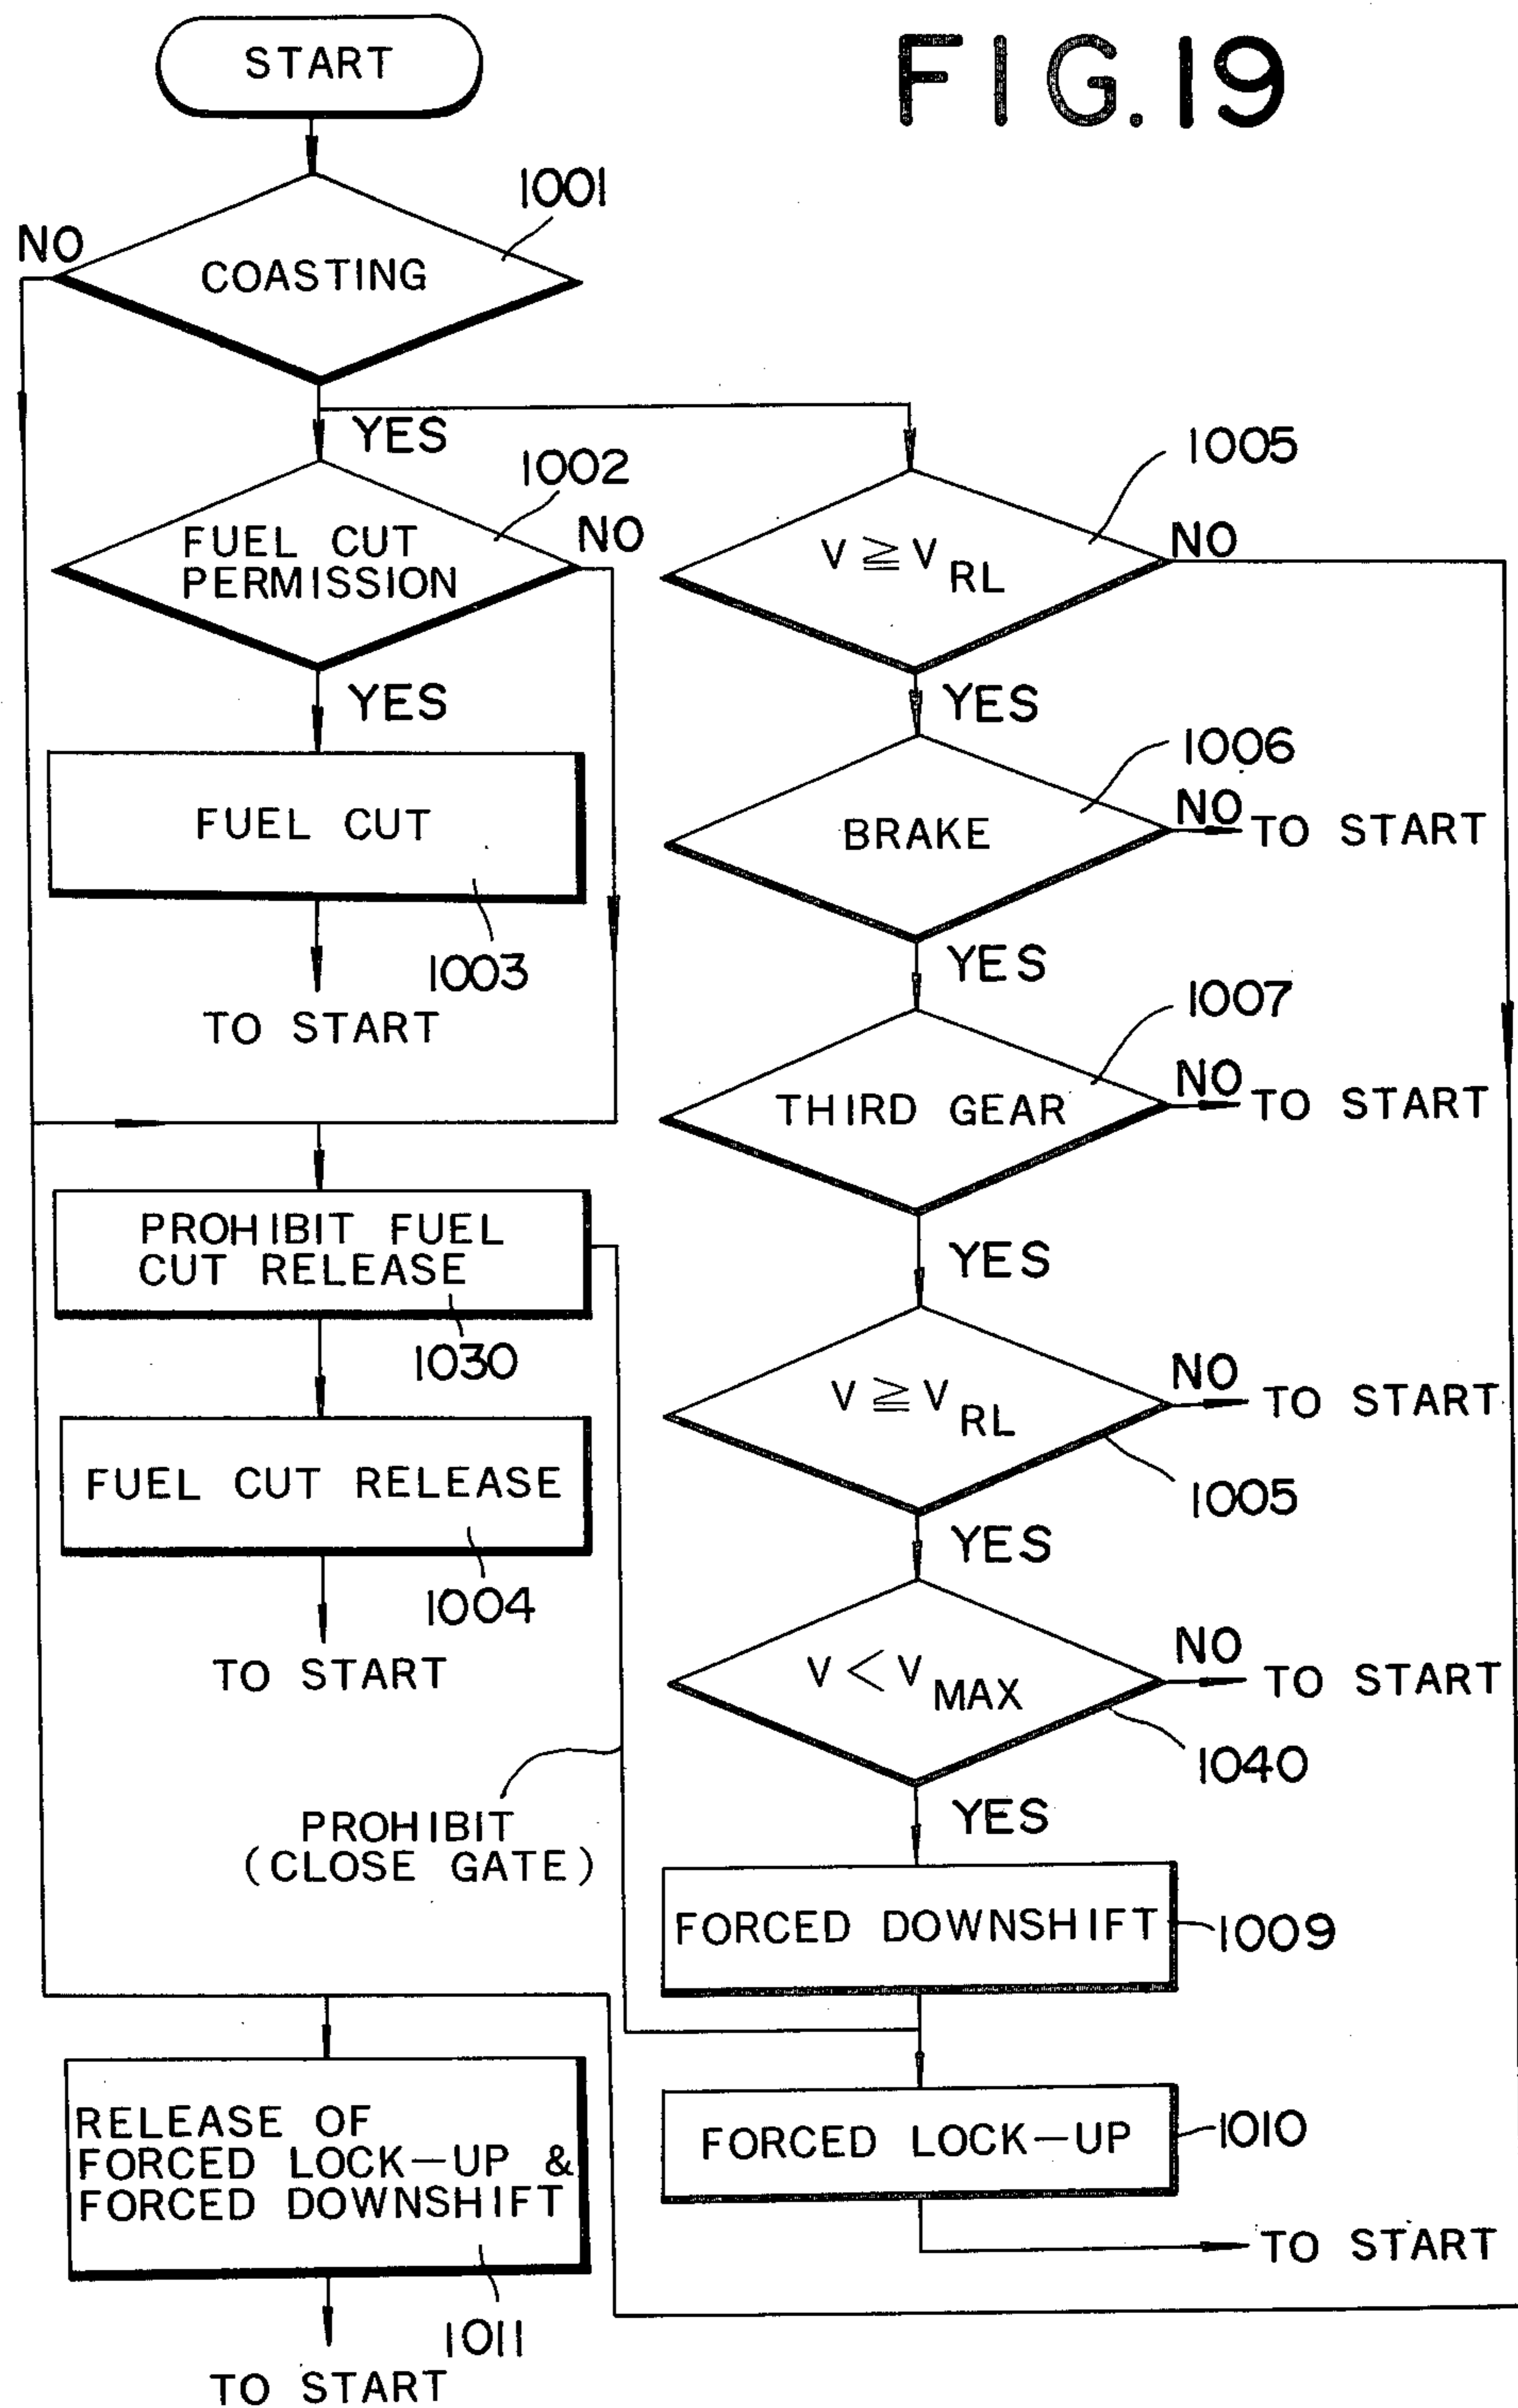 FIG. 19
START
1001
NO
COASTING
YES
1002
FUEL CUT
PERMISSION
NO
YES
FUEL CUT
1003
TO START
PROHIBIT FUEL
CUT RELEASE
1030
FUEL CUT RELEASE
1004
TO START
PROHIBIT
(CLOSE GATE)
RELEASE OF
FORCED LOCK-UP &
FORCED DOWNSHIFT
1011
TO START
1005
V ≧ V RL
NO
YES
1006
BRAKE
NO
TO START
YES
1007
THIRD GEAR
NO
TO START
YES
V ≧ V RL
NO
TO START
1005
YES
V < V MAX
NO
TO START
1040
YES
FORCED DOWNSHIFT
1009
FORCED LOCK-UP
1010
TO START